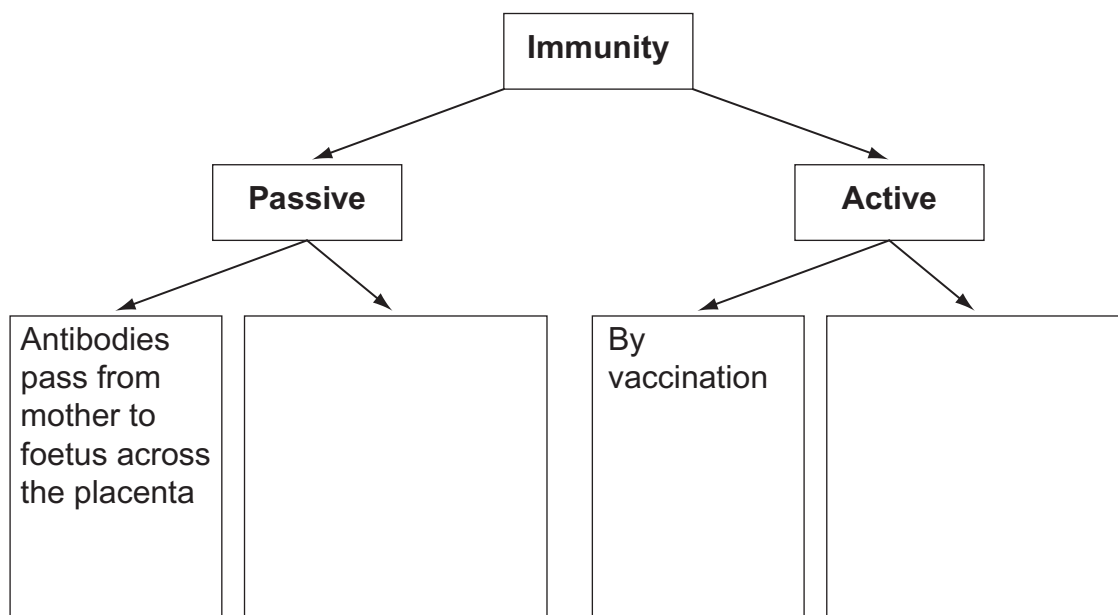 Immunity
Passive
Active
Antibodies
pass from
mother to
foetus across
the placenta
By
vaccination